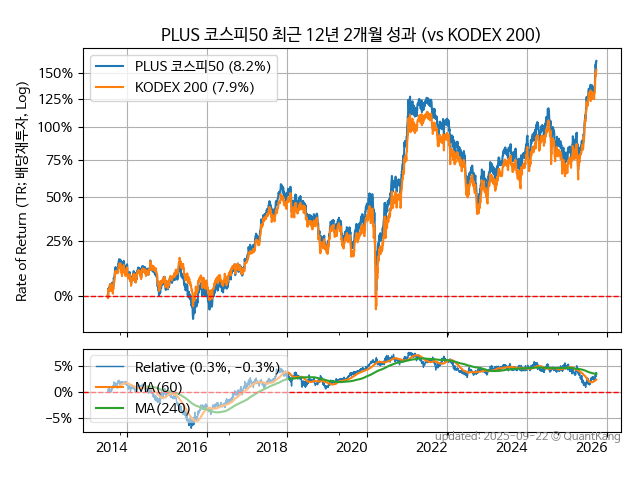 PLUS 코스피50 최근 12년 2개월 성과 (vs KODEX 200)
PLUS 코스피50 (8.2%)
KODEX 200 (7.9%)
Rate of Return (TR: 배당재투자, Log)
150%
125%
100%
75%
50%
25%
0%
Relative (0.3%, −0.3%)
MA(60)
MA(240)
5%
0%
−5%
updated: 2025-09-22 © QuantKang
2014
2016
2018
2020
2022
2024
2026